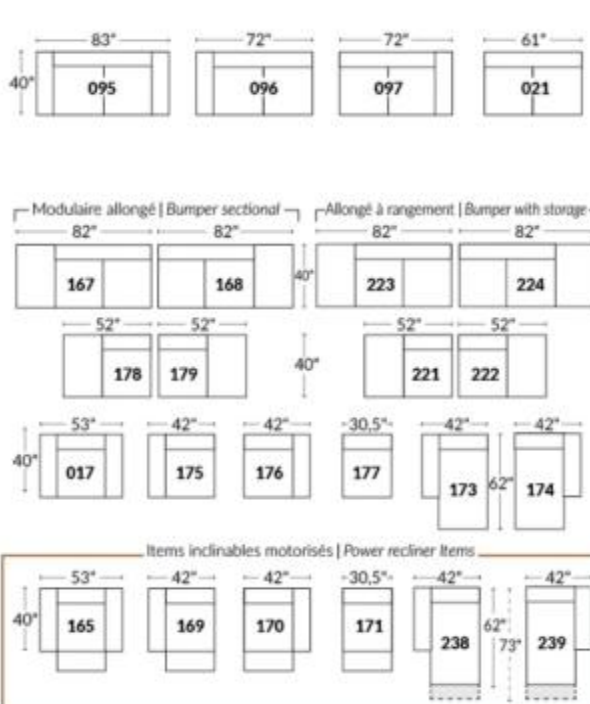 83" 72" 72" 61"
40" 095 096 097 021
Modulaire allongé | Bumper sectional Allongé à rangement | Bumper with storage
82" 82" 82" 82"
167 168 40" 223 224
52" 52" 52" 52"
178 179 40" 221 222
53" 42" 42" 30,5" 42" 42"
40" 017 175 176 177 173 62" 174
Items inclinables motorisés | Power recliner Items
53" 42" 42" 30,5" 42" 42"
40" 165 169 170 171 238 62" 73" 239